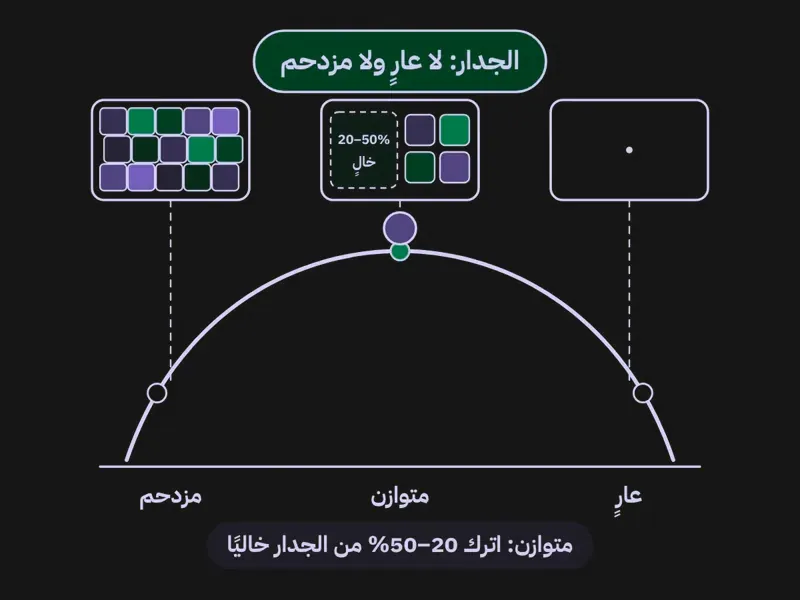 الجدار: لا عارٍ ولا مزدحم
20–50%
خالٍ
عارٍ
متوازن
مزدحم
متوازن: اترك 20–50% من الجدار خاليًا